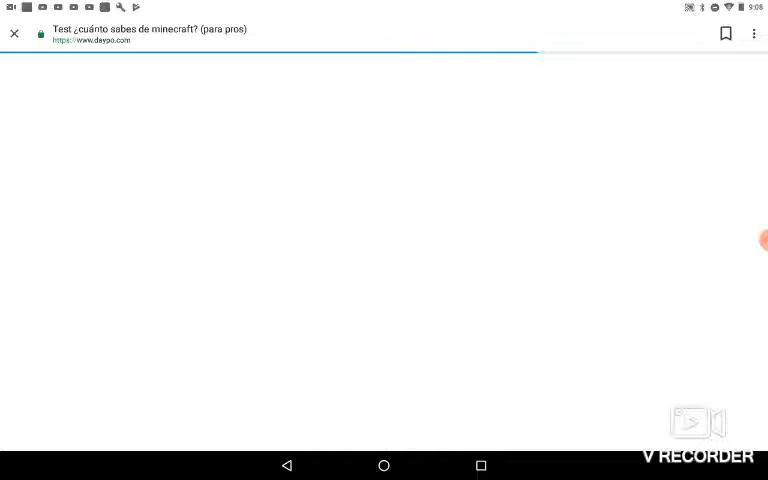 9:08
Test ¿cuánto sabes de minecraft? (para pros)
https://www.daypo.com
V RECORDER